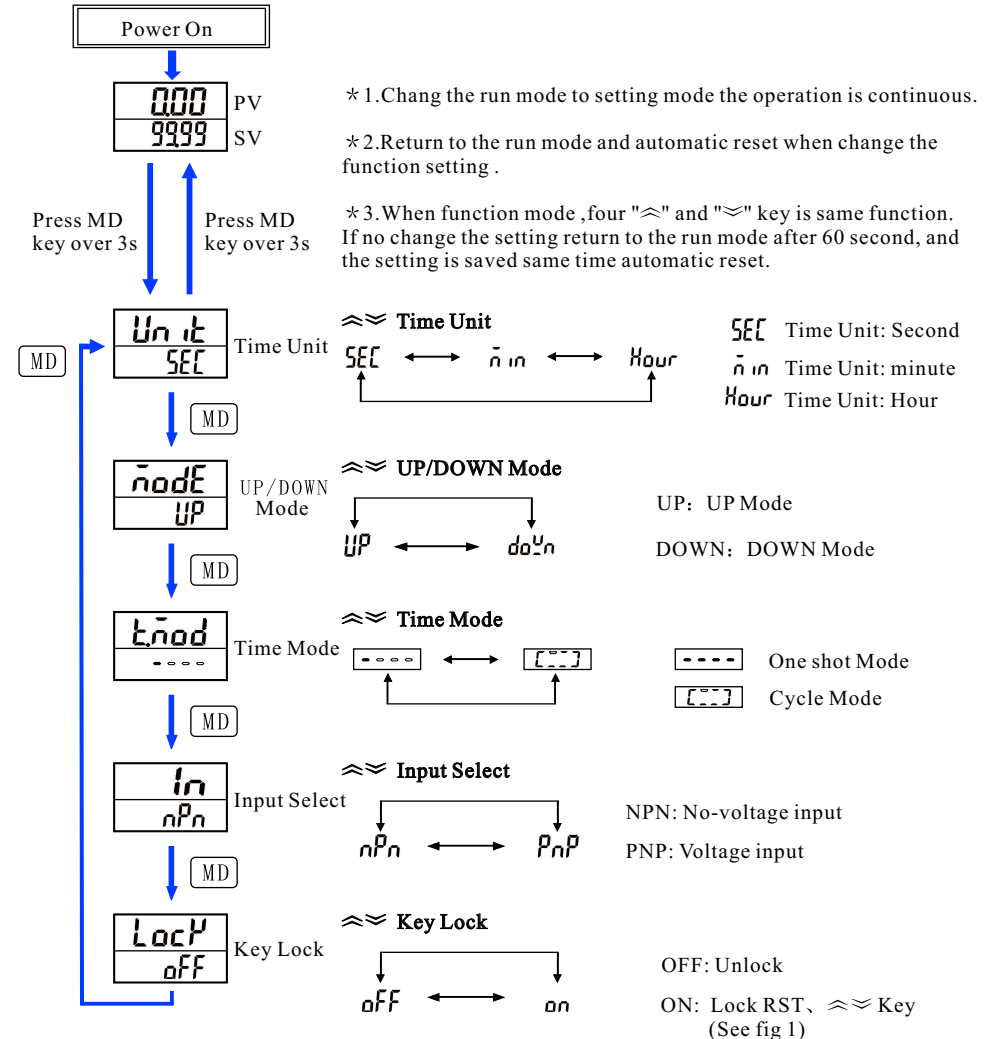 Power On
0.00 PV
99.99 SV
*1.Chang the run mode to setting mode the operation is continuous.
*2.Return to the run mode and automatic reset when change the
function setting .
*3.When function mode ,four "︽" and "︾" key is same function.
If no change the setting return to the run mode after 60 second, and
the setting is saved same time automatic reset.
Press MD
key over 3s
Press MD
key over 3s
MD
Unit
SEC
Time Unit
︽︾ Time Unit
SEC min Hour
SEC Time Unit: Second
min Time Unit: minute
Hour Time Unit: Hour
MD
modE
UP
UP/DOWN
Mode
︽︾ UP/DOWN Mode
UP down
UP: UP Mode
DOWN: DOWN Mode
MD
t.mod
----
Time Mode
︽︾ Time Mode
---- [--]
---- One shot Mode
[--] Cycle Mode
MD
In
nPn
Input Select
︽︾ Input Select
nPn PnP
NPN: No-voltage input
PNP: Voltage input
MD
LocK
oFF
Key Lock
︽︾ Key Lock
oFF on
OFF: Unlock
ON: Lock RST、︽︾ Key
(See fig 1)